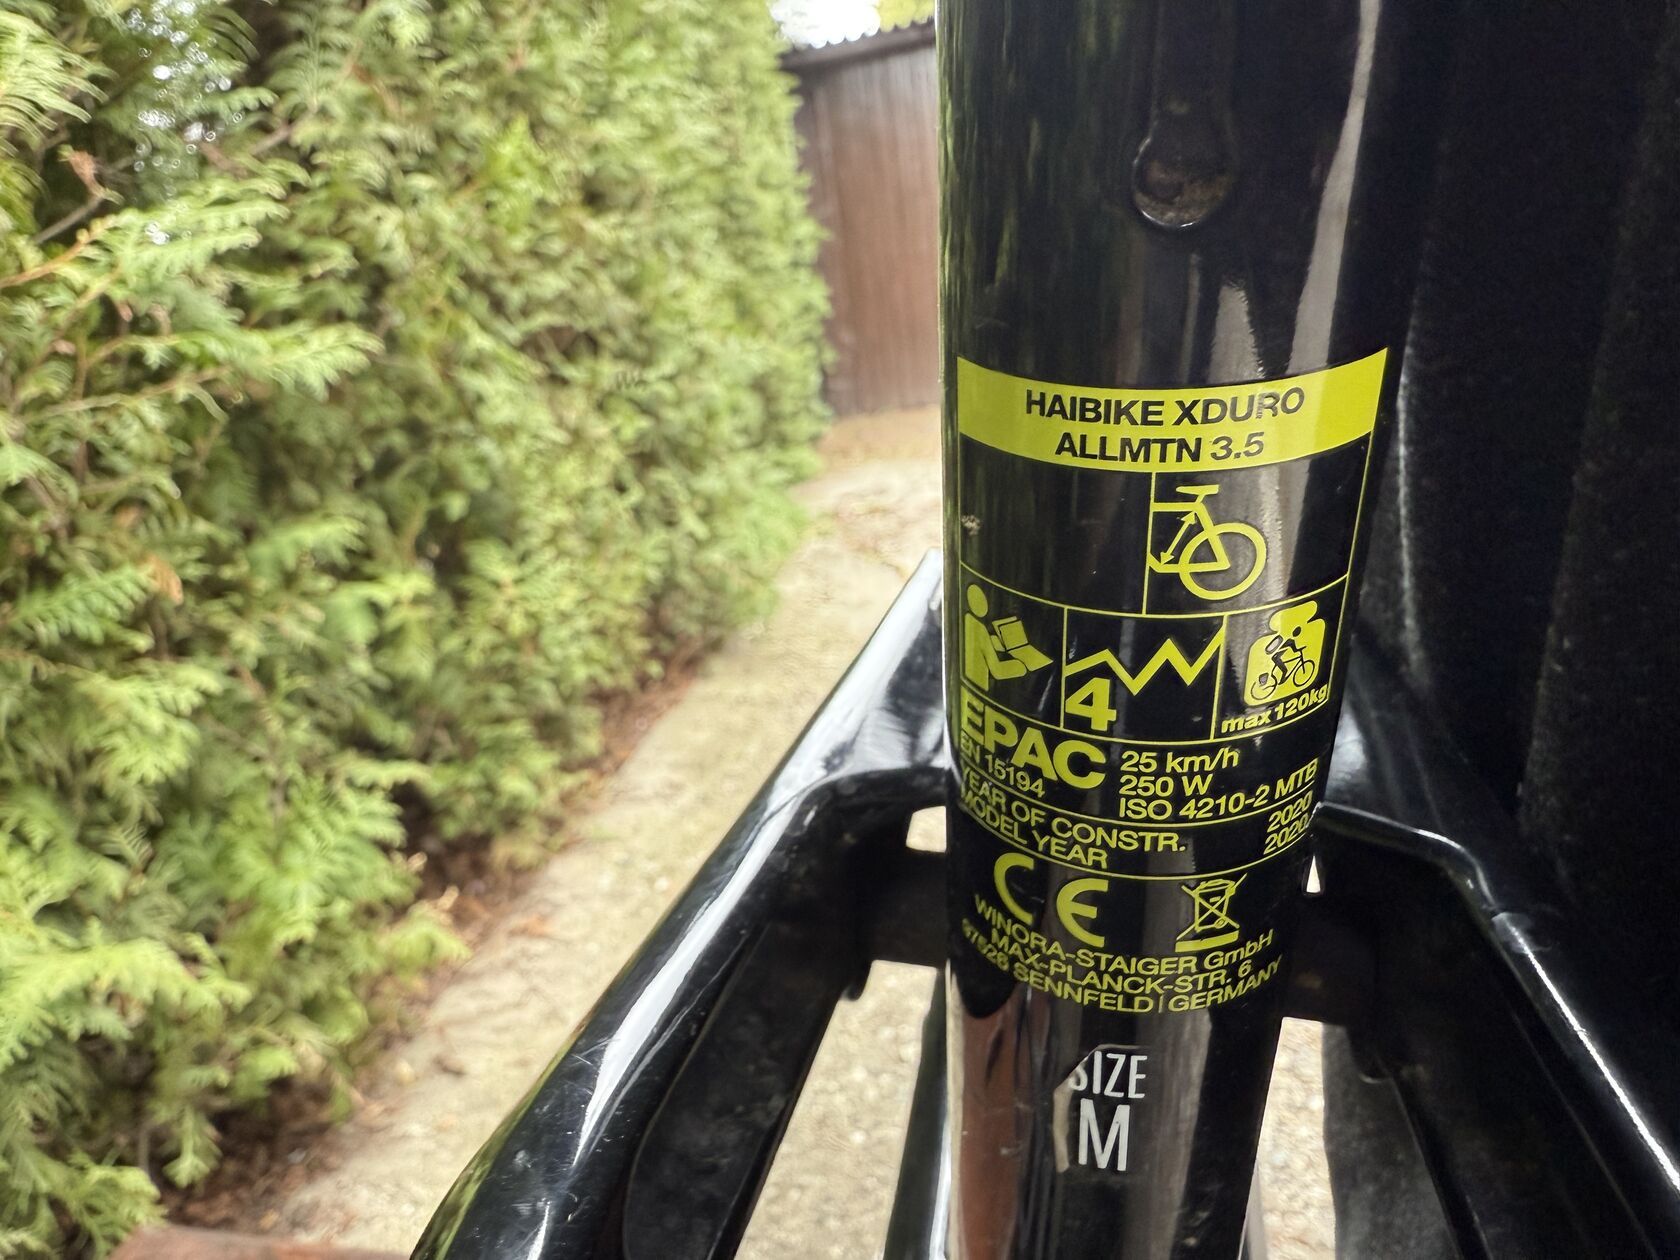 HAIBIKE XDURO
ALLMTN 3.5
4
max 120kg
EPAC
EN 15194
25 km/h
250 W
ISO 4210-2 MTB
YEAR OF CONSTR. 2020
MODEL YEAR 2020
CE
WINORA-STAIGER GmbH
MAX-PLANCK-STR. 6
97526 SENNFELD | GERMANY
SIZE
M